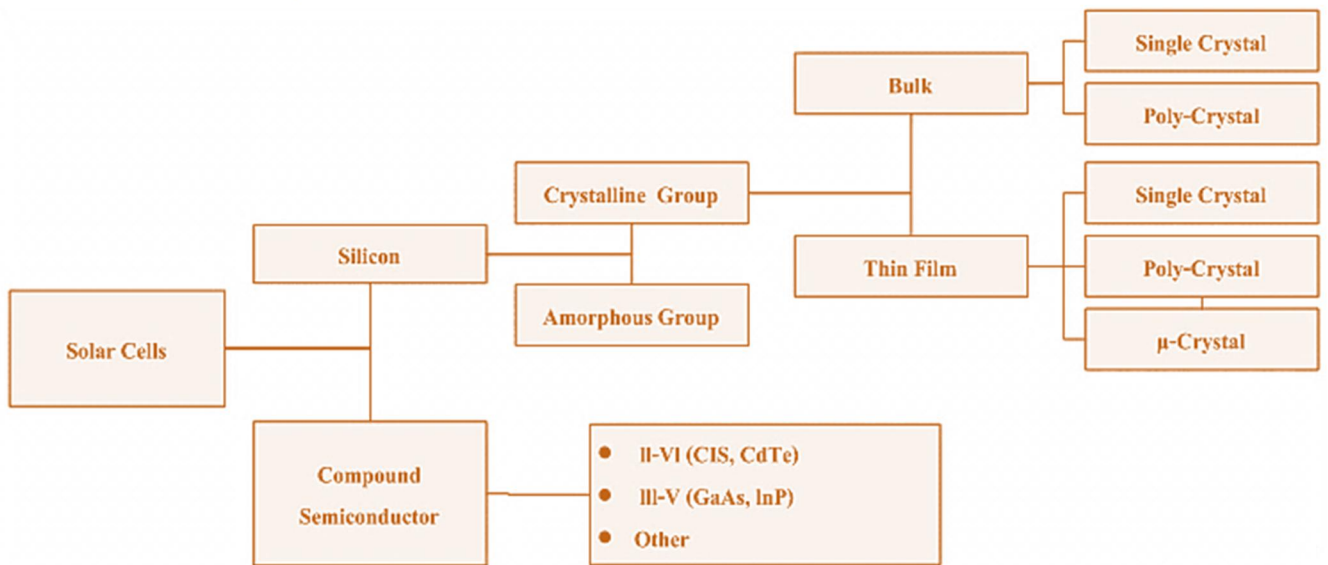 Single Crystal
Bulk
Poly-Crystal
Crystalline Group
Single Crystal
Silicon
Thin Film
Poly-Crystal
Amorphous Group
μ-Crystal
Solar Cells
Compound
Semiconductor
● II-VI (CIS, CdTe)
● III-V (GaAs, InP)
● Other